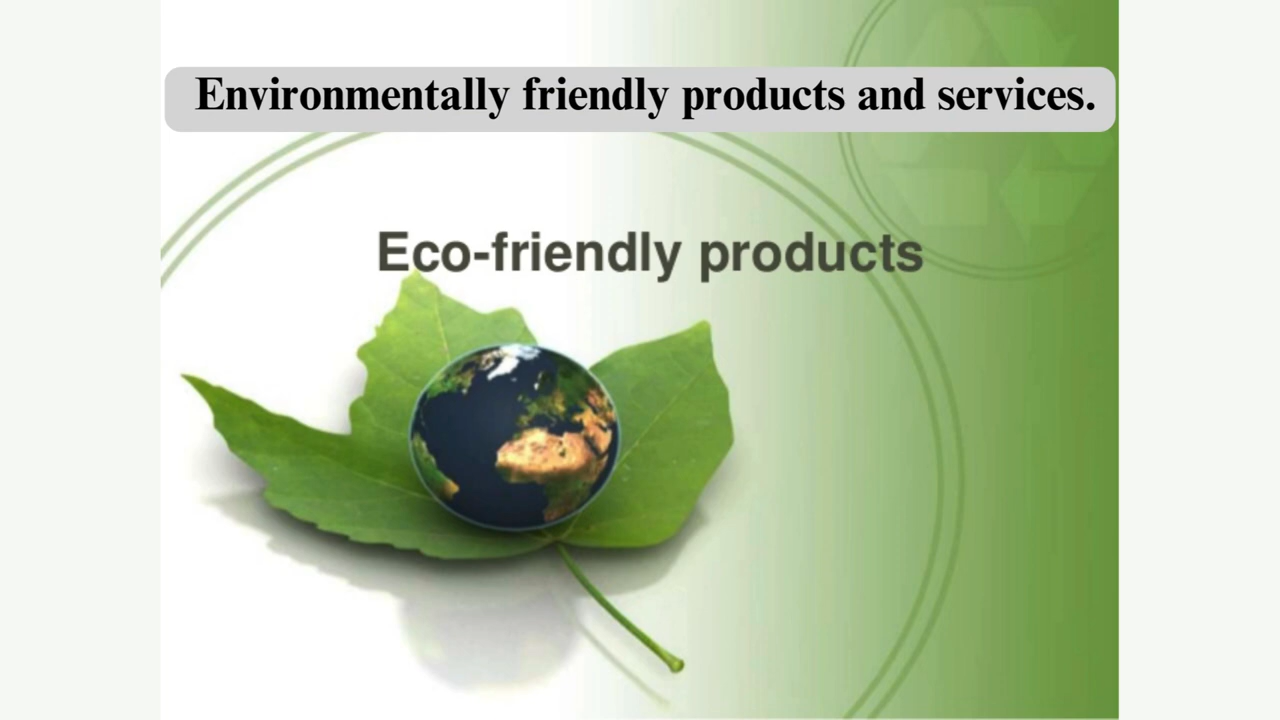 Environmentally friendly products and services.
Eco-friendly products